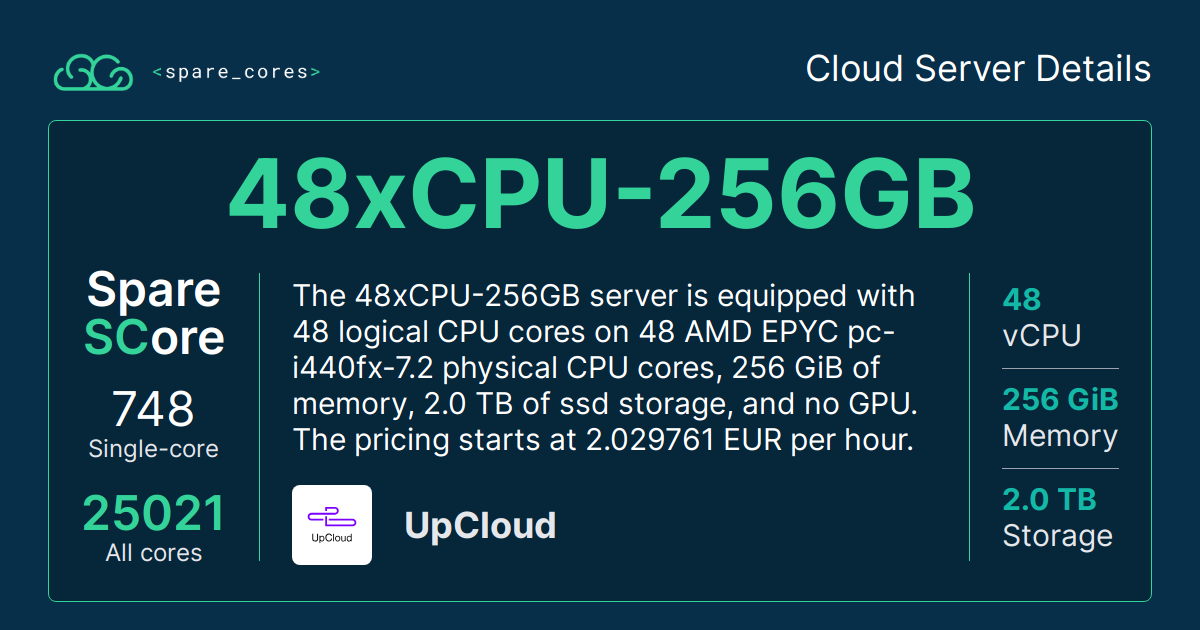 <spare_cores>
Cloud Server Details
48xCPU-256GB
Spare
SCore
748
Single-core
25021
All cores
The 48xCPU-256GB server is equipped with
48 logical CPU cores on 48 AMD EPYC pc-
i440fx-7.2 physical CPU cores, 256 GiB of
memory, 2.0 TB of ssd storage, and no GPU.
The pricing starts at 2.029761 EUR per hour.
UpCloud
UpCloud
48
vCPU
256 GiB
Memory
2.0 TB
Storage